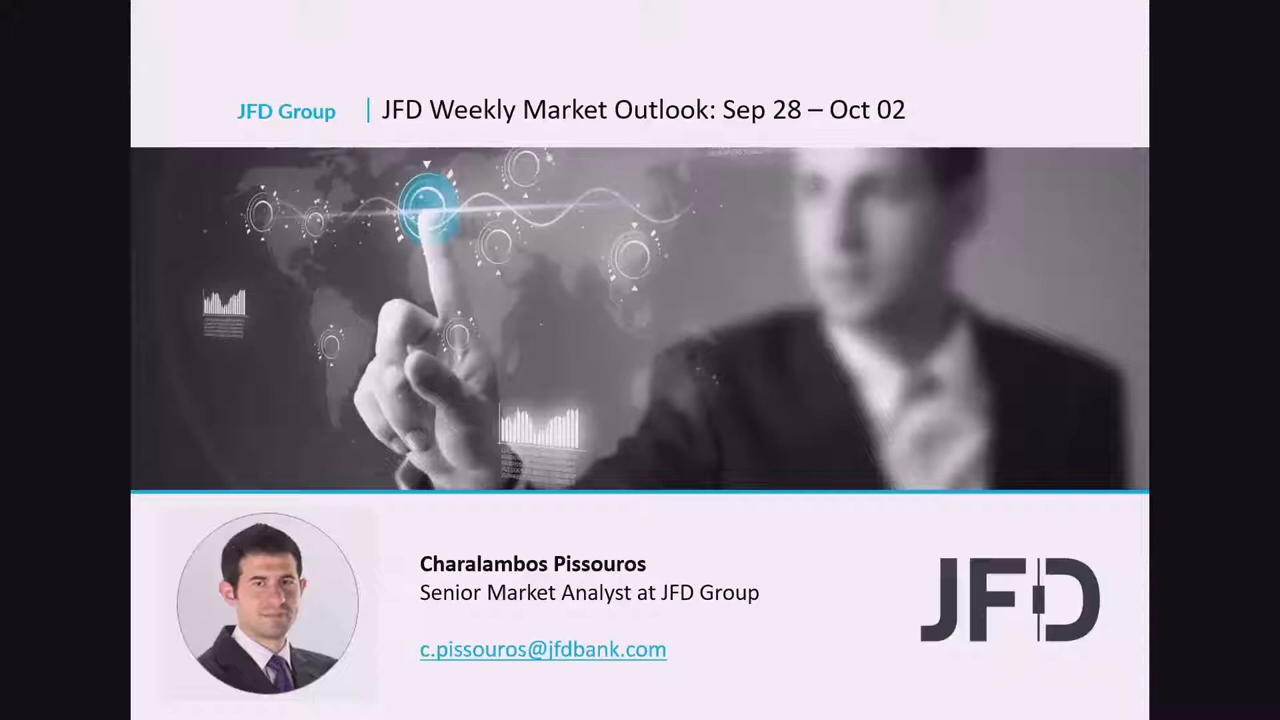 JFD Group | JFD Weekly Market Outlook: Sep 28 – Oct 02
Charalambos Pissouros
Senior Market Analyst at JFD Group
c.pissouros@jfdbank.com
JFD